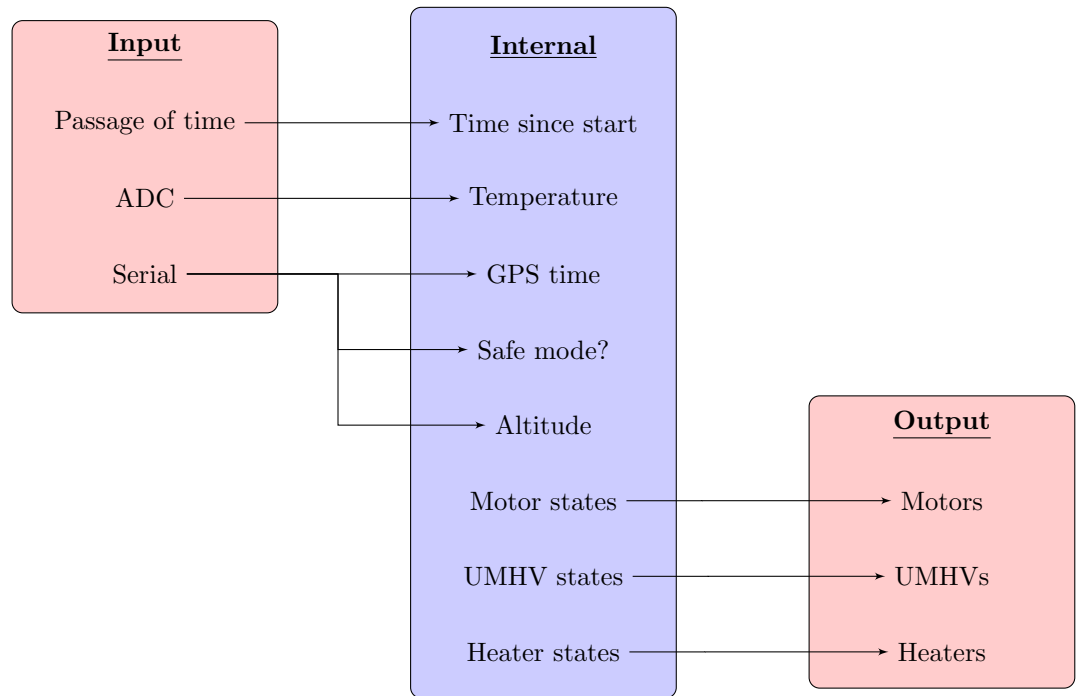 Input
Passage of time
ADC
Serial
Internal
Time since start
Temperature
GPS time
Safe mode?
Altitude
Motor states
UMHV states
Heater states
Output
Motors
UMHVs
Heaters